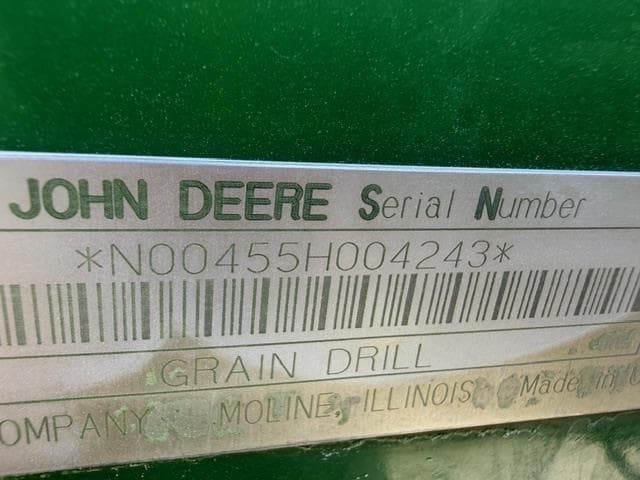 JOHN DEERE Serial Number
*N00455H004243*
GRAIN DRILL
OMPANY MOLINE, ILLINOIS Made in